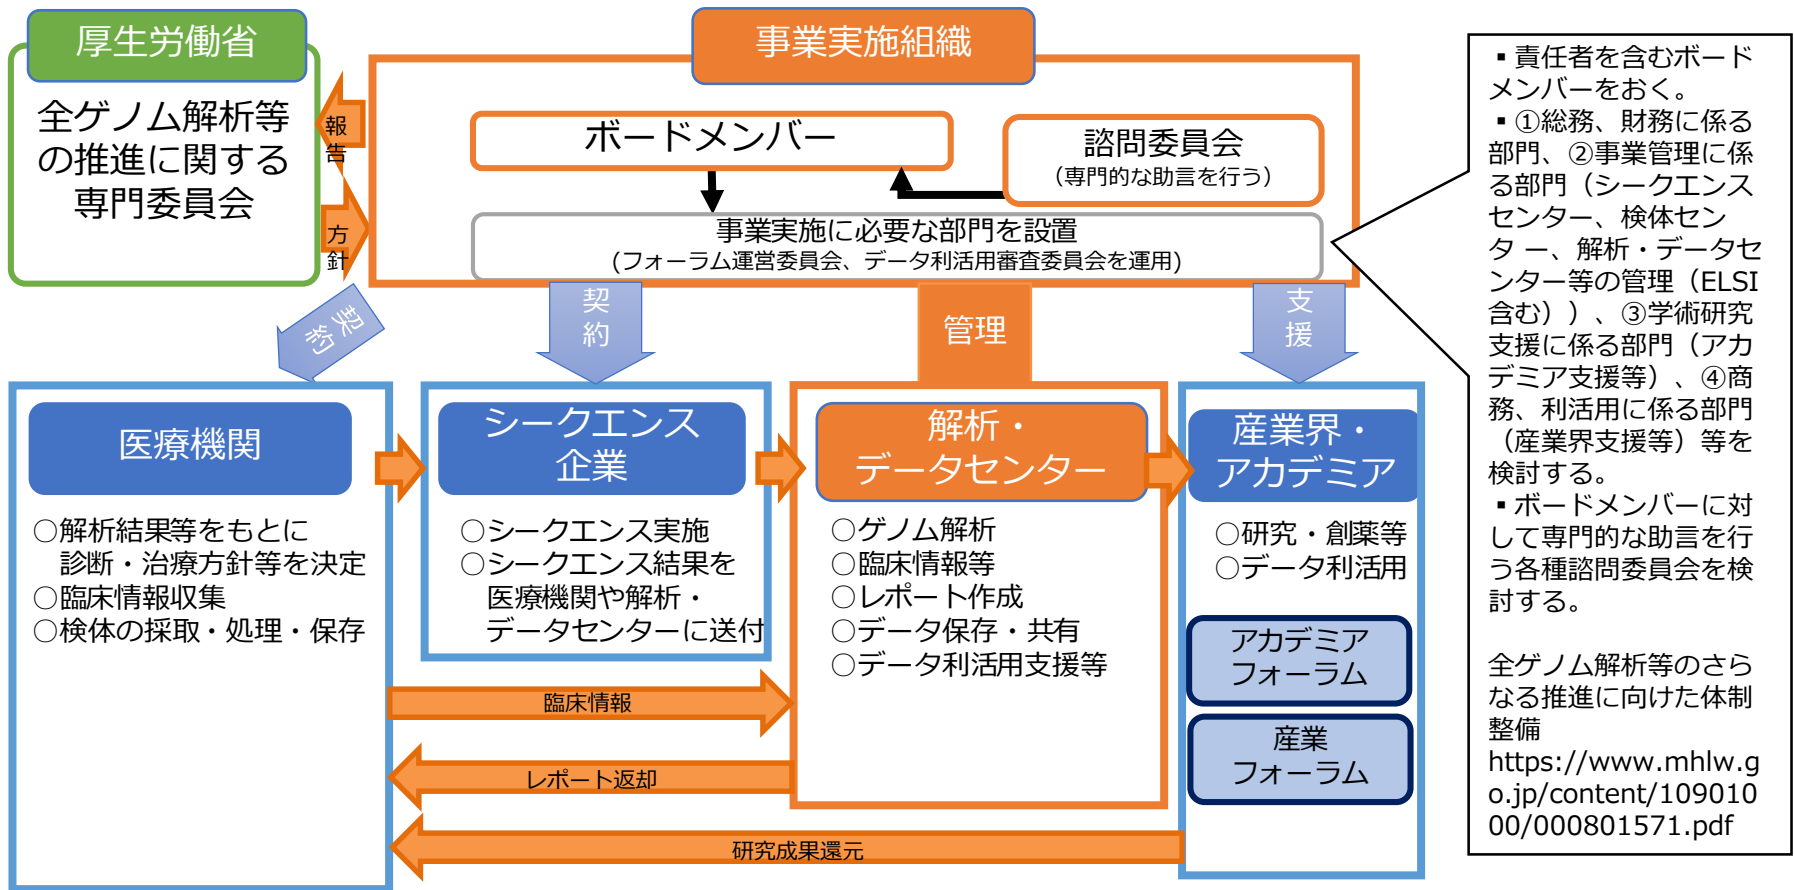 厚生労働省
全ゲノム解析等
の推進に関する
専門委員会
報
告
方
針
事業実施組織
ボードメンバー
諮問委員会
（専門的な助言を行う）
事業実施に必要な部門を設置
(フォーラム運営委員会、データ利活用審査委員会を運用)
契約
契
約
管理
支
援
医療機関
○解析結果等をもとに
診断・治療方針等を決定
○臨床情報収集
○検体の採取・処理・保存
シークエンス
企業
○シークエンス実施
○シークエンス結果を
医療機関や解析・
データセンターに送付
解析・
データセンター
○ゲノム解析
○臨床情報等
○レポート作成
○データ保存・共有
○データ利活用支援等
産業界・
アカデミア
○研究・創薬等
○データ利活用
アカデミア
フォーラム
産業
フォーラム
臨床情報
レポート返却
研究成果還元
▪責任者を含むボード
メンバーをおく。
▪①総務、財務に係る
部門、②事業管理に係
る部門（シークエンス
センター、検体セン
タ ー、解析・データセ
ンター等の管理（ELSI
含む））、③学術研究
支援に係る部門（アカ
デミア支援等）、④商
務、利活用に係る部門
（産業界支援等）等を
検討する。
▪ボードメンバーに対
して専門的な助言を行
う各種諮問委員会を検
討する。
全ゲノム解析等のさら
なる推進に向けた体制
整備
https://www.mhlw.g
o.jp/content/109010
00/000801571.pdf